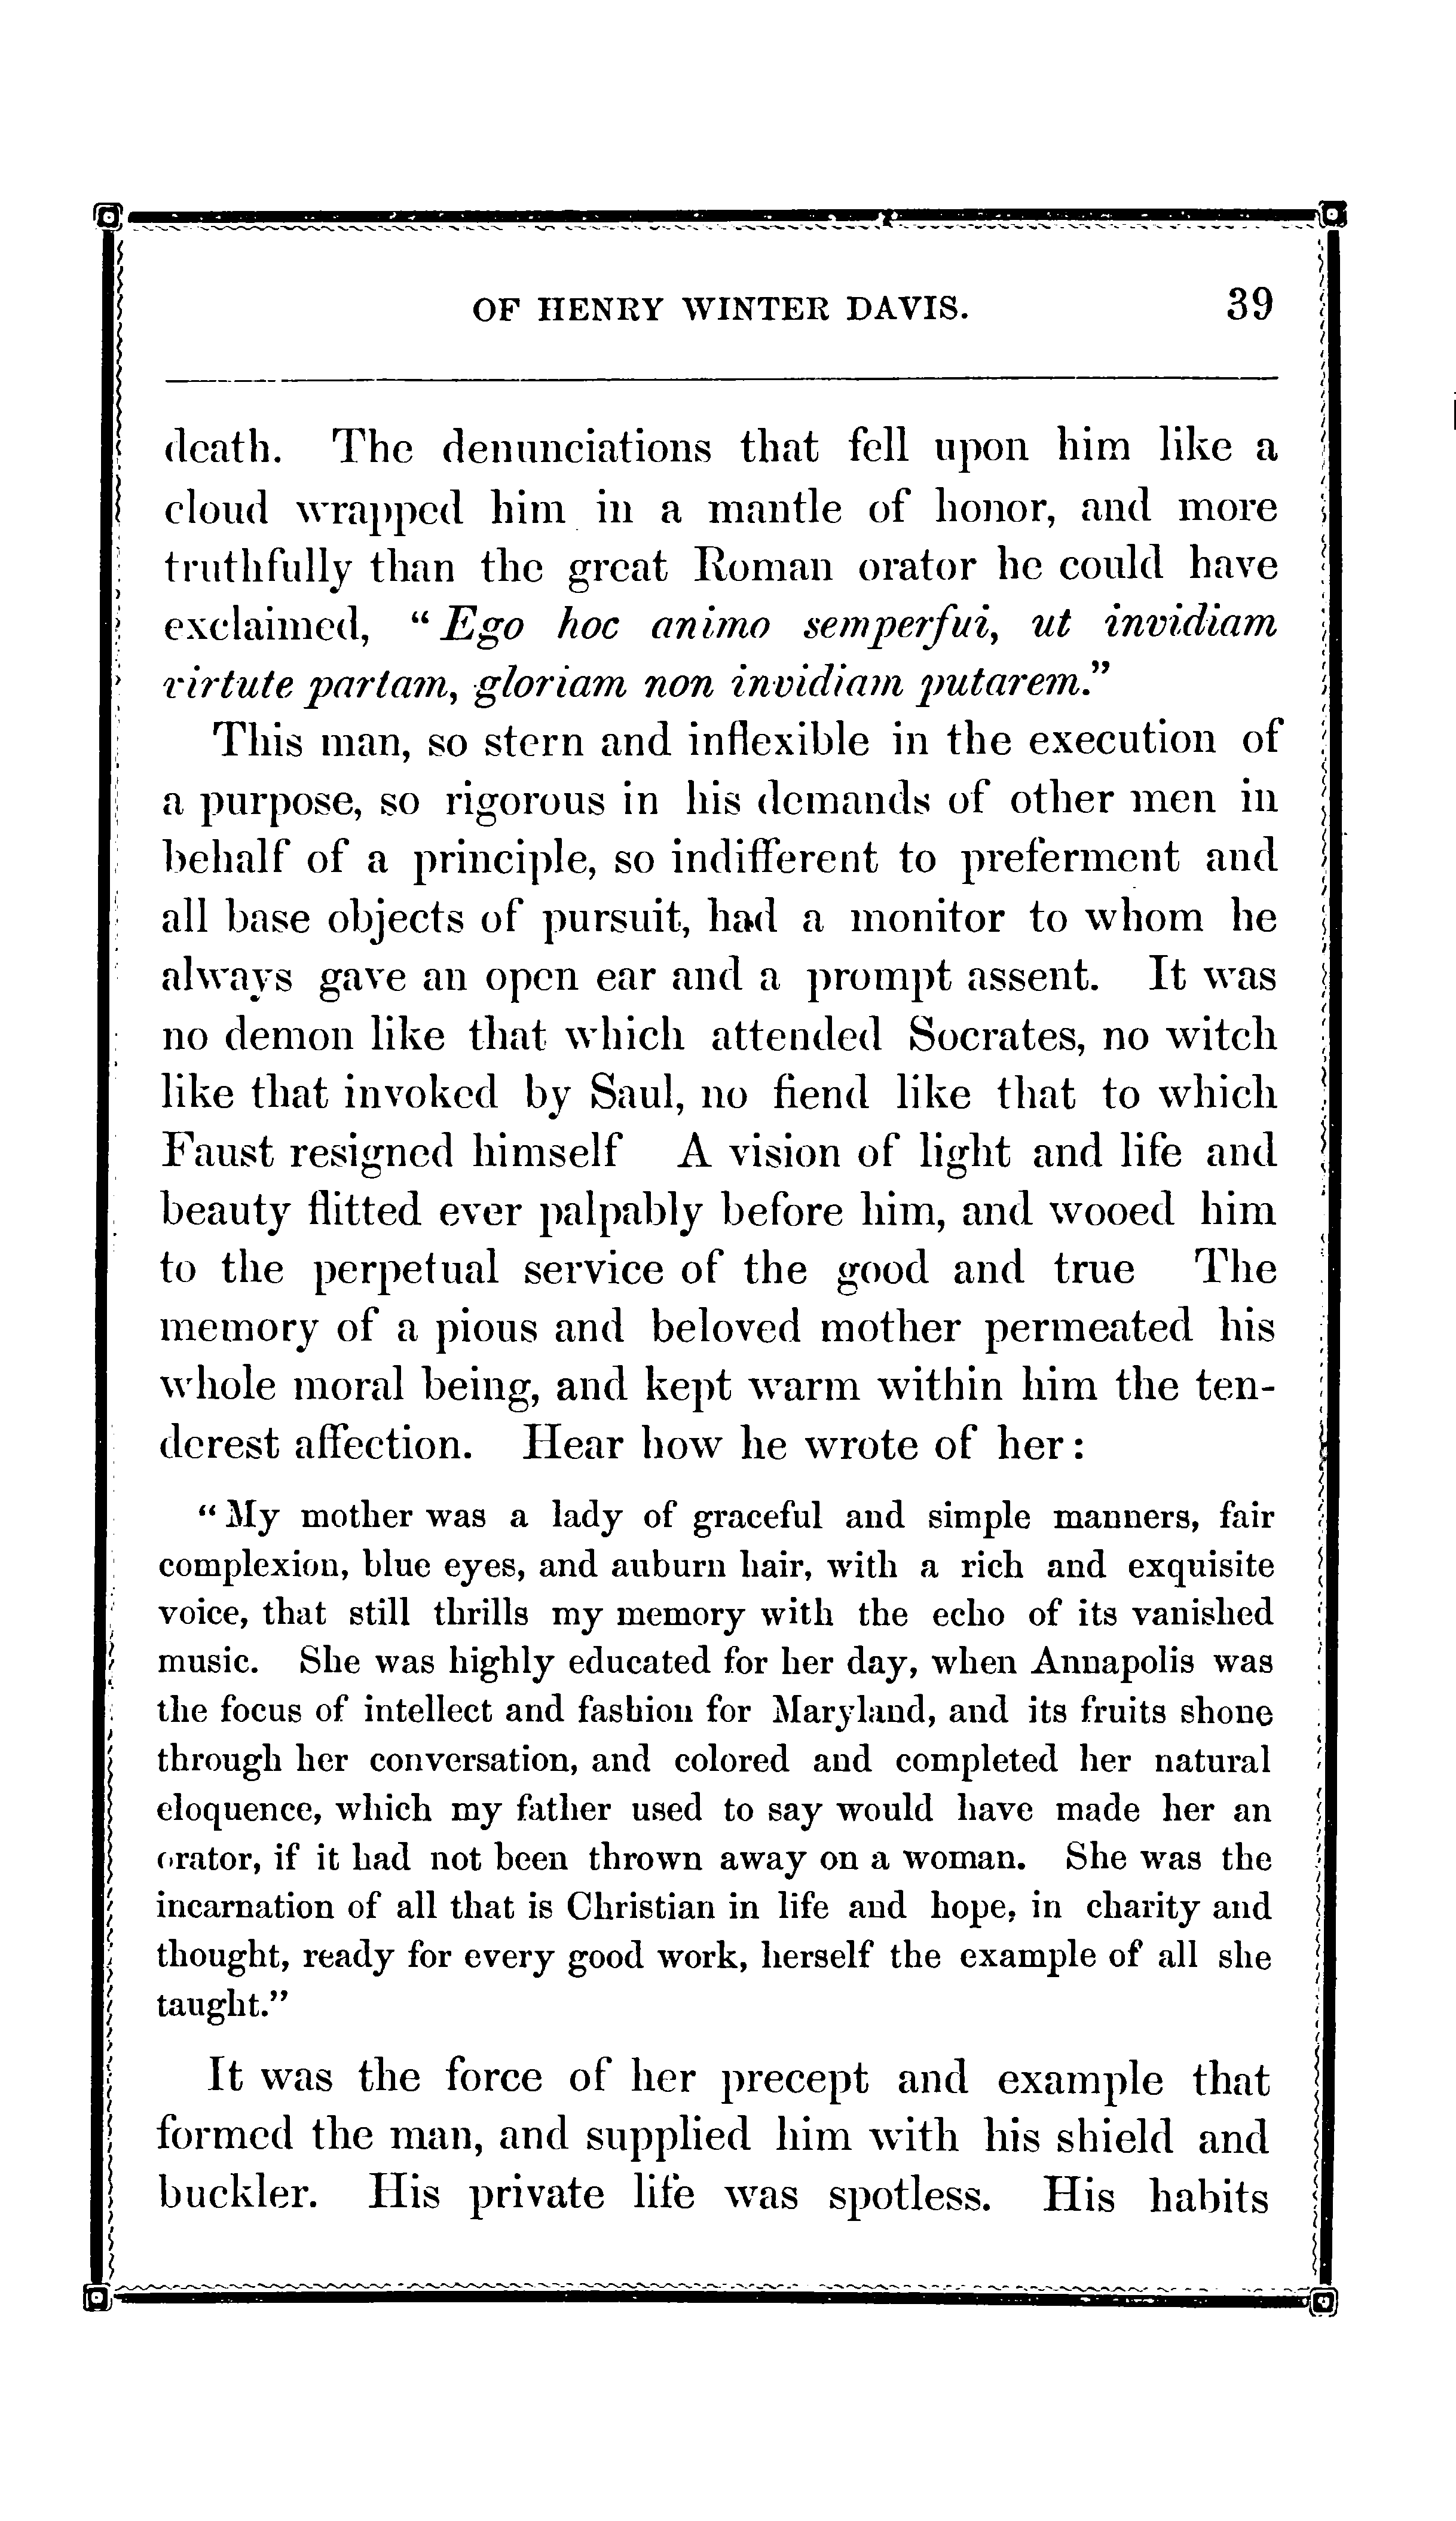 OF HENRY WINTER DAVIS. 39
death. The denunciations that fell upon him like a
cloud wrapped him in a mantle of honor, and more
truthfully than the great Roman orator he could have
exclaimed, “Ego hoc animo semper fui, ut invidiam
virtute partam, gloriam non invidiam putarem.”
This man, so stern and inflexible in the execution of
a purpose, so rigorous in his demands of other men in
behalf of a principle, so indifferent to preferment and
all base objects of pursuit, had a monitor to whom he
always gave an open ear and a prompt assent. It was
no demon like that which attended Socrates, no witch
like that invoked by Saul, no fiend like that to which
Faust resigned himself A vision of light and life and
beauty flitted ever palpably before him, and wooed him
to the perpetual service of the good and true The
memory of a pious and beloved mother permeated his
whole moral being, and kept warm within him the ten-
derest affection. Hear how he wrote of her:
“My mother was a lady of graceful and simple manners, fair
complexion, blue eyes, and auburn hair, with a rich and exquisite
voice, that still thrills my memory with the echo of its vanished
music. She was highly educated for her day, when Annapolis was
the focus of intellect and fashion for Maryland, and its fruits shone
through her conversation, and colored and completed her natural
eloquence, which my father used to say would have made her an
orator, if it had not been thrown away on a woman. She was the
incarnation of all that is Christian in life and hope, in charity and
thought, ready for every good work, herself the example of all she
taught.”
It was the force of her precept and example that
formed the man, and supplied him with his shield and
buckler. His private life was spotless. His habits